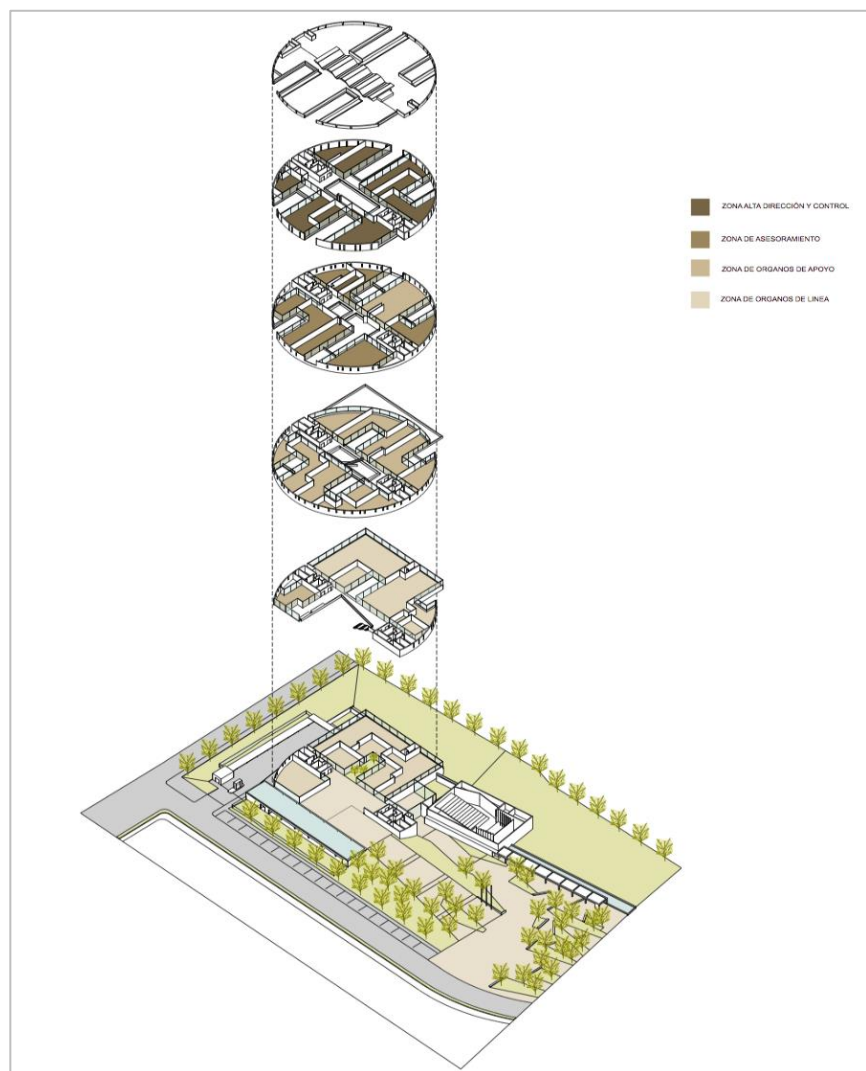 ZONA ALTA DIRECCIÓN Y CONTROL
ZONA DE ASESORAMIENTO
ZONA DE ORGANOS DE APOYO
ZONA DE ORGANOS DE LINEA